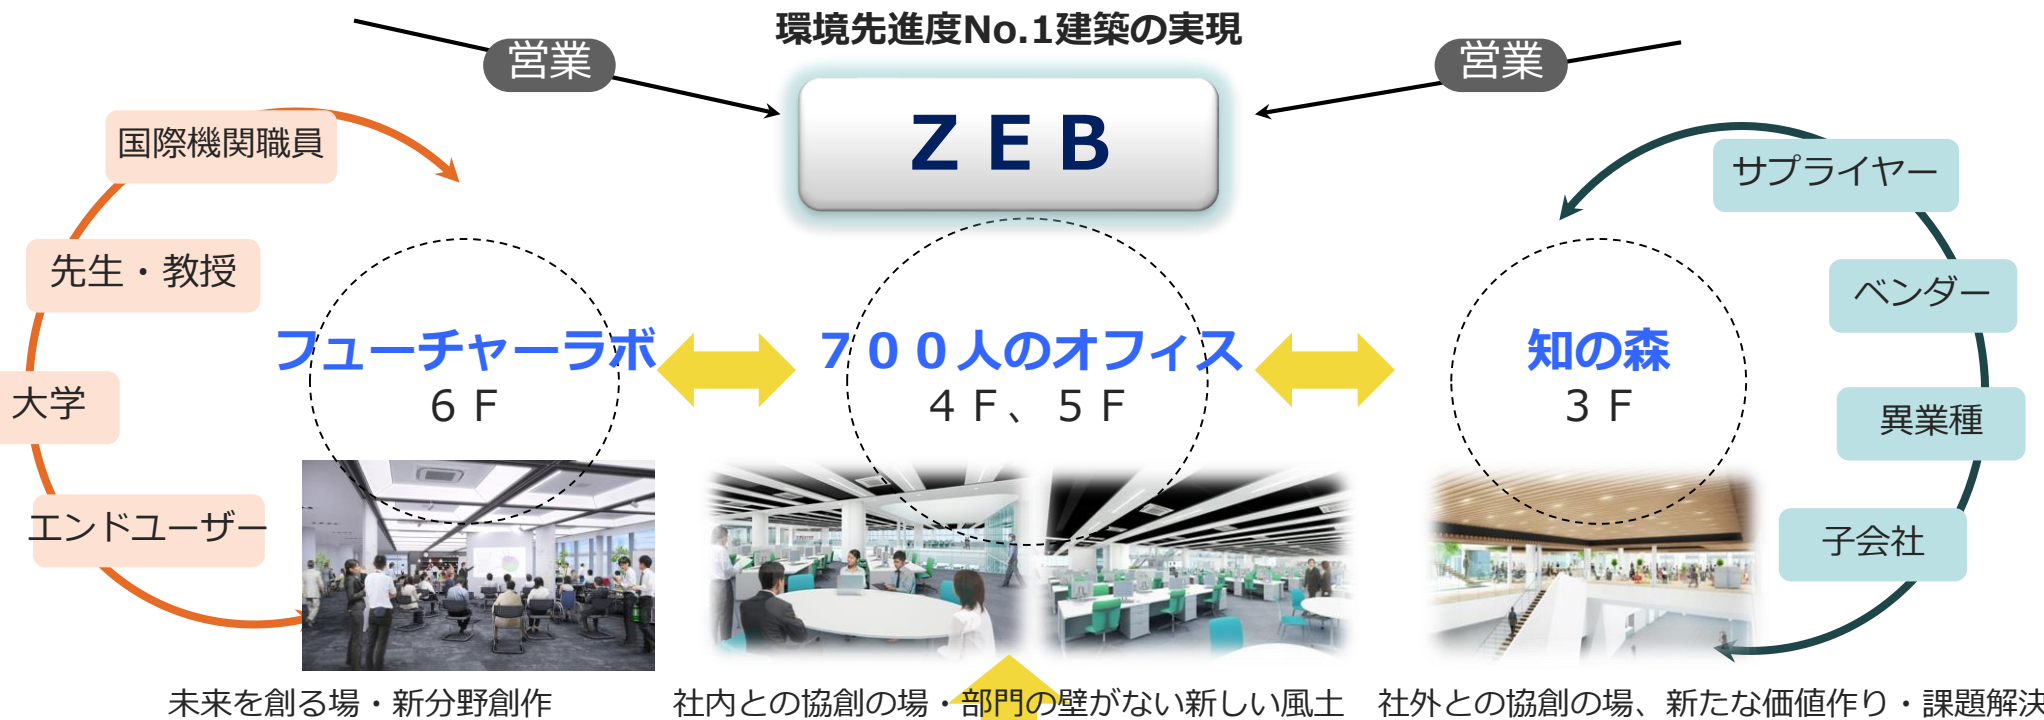 環境先進度No.1建築の実現
営業
営業
ＺＥＢ
国際機関職員
先生・教授
大学
エンドユーザー
フューチャーラボ
６Ｆ
７００人のオフィス
４Ｆ、５Ｆ
知の森
３Ｆ
サプライヤー
ベンダー
異業種
子会社
未来を創る場・新分野創作
社内との協創の場・部門の壁がない新しい風土
社外との協創の場、新たな価値作り・課題解決